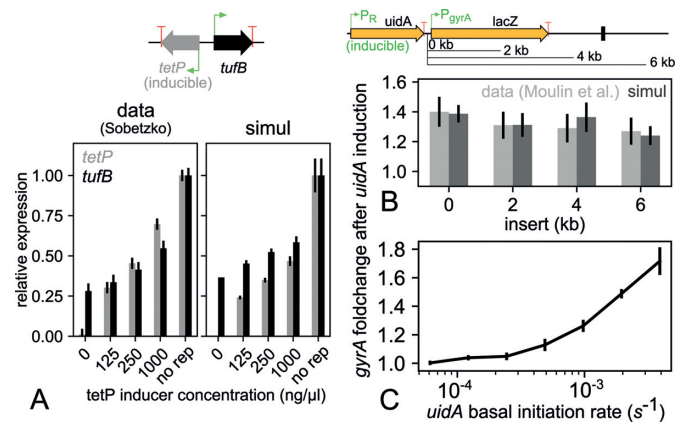 tetP
(inducible)
tufB
data
(Sobetzko)
simul
tetP
tufB
relative expression
1.00
0.75
0.50
0.25
0.00
0
125
250
1000
no rep
0
125
250
1000
no rep
tetP inducer concentration (ng/μl)
A
PR
uidA
PgyrA
lacZ
(inducible)
0 kb
2 kb
4 kb
6 kb
gyrA foldchange after uidA induction
1.6
1.4
1.2
1.0
data (Moulin et al.)
simul
0
2
4
6
insert (kb)
B
1.8
1.6
1.4
1.2
1.0
10-4
10-3
uidA basal initiation rate (s-1)
C